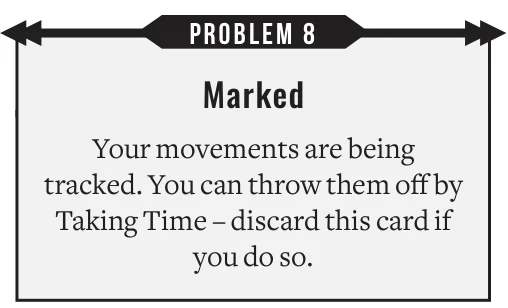 PROBLEM 8
Marked
Your movements are being
tracked. You can throw them off by
Taking Time – discard this card if
you do so.